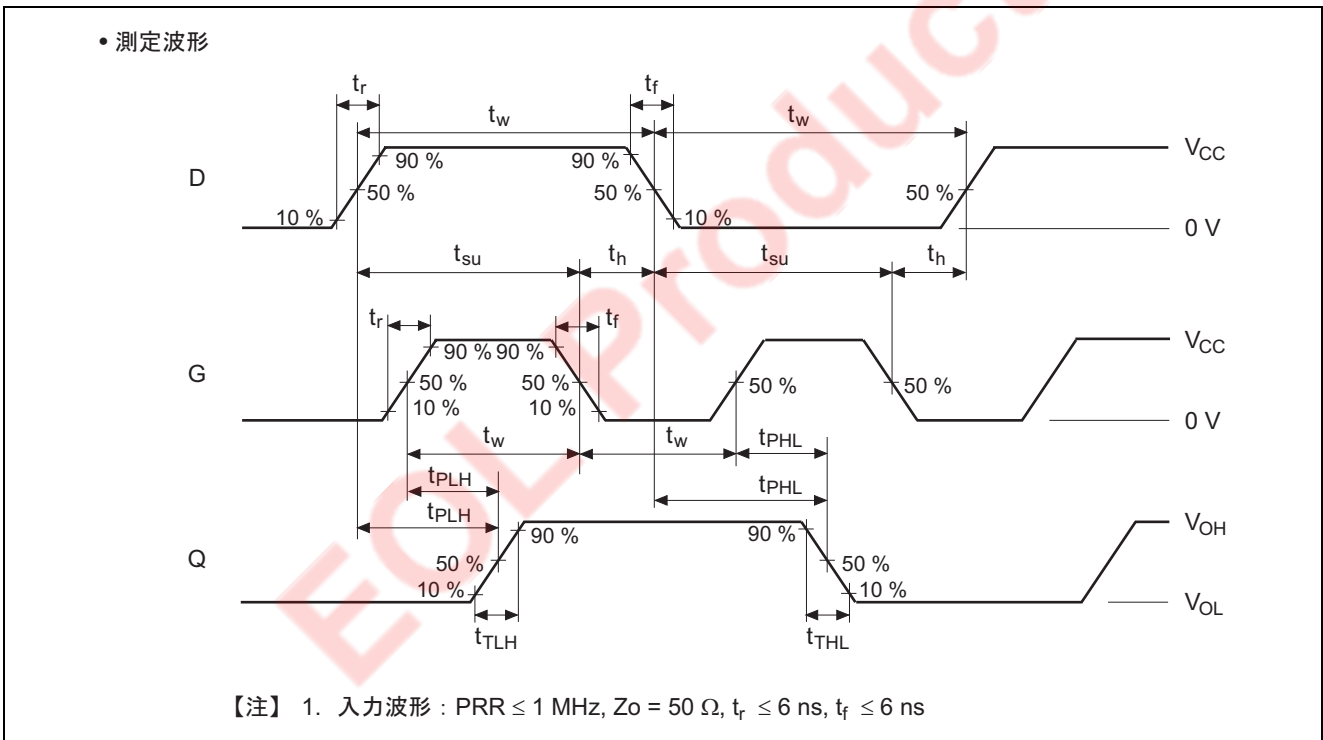 • 測定波形
tr tf
tw tw
D
90 % 90 % VCC
50 % 50 % 50 %
10 % 10 % 0 V
tsu th tsu th
tr tf
G
90 % 90 % VCC
50 % 50 % 50 % 50 %
10 % 10 % 0 V
tw tw tPHL
tPLH tPHL
tPLH
Q
90 % 90 % VOH
50 % 50 %
10 % 10 % VOL
tTLH tTHL
【注】 1. 入力波形:PRR ≤ 1 MHz, Zo = 50 Ω, tr ≤ 6 ns, tf ≤ 6 ns
EOL Product